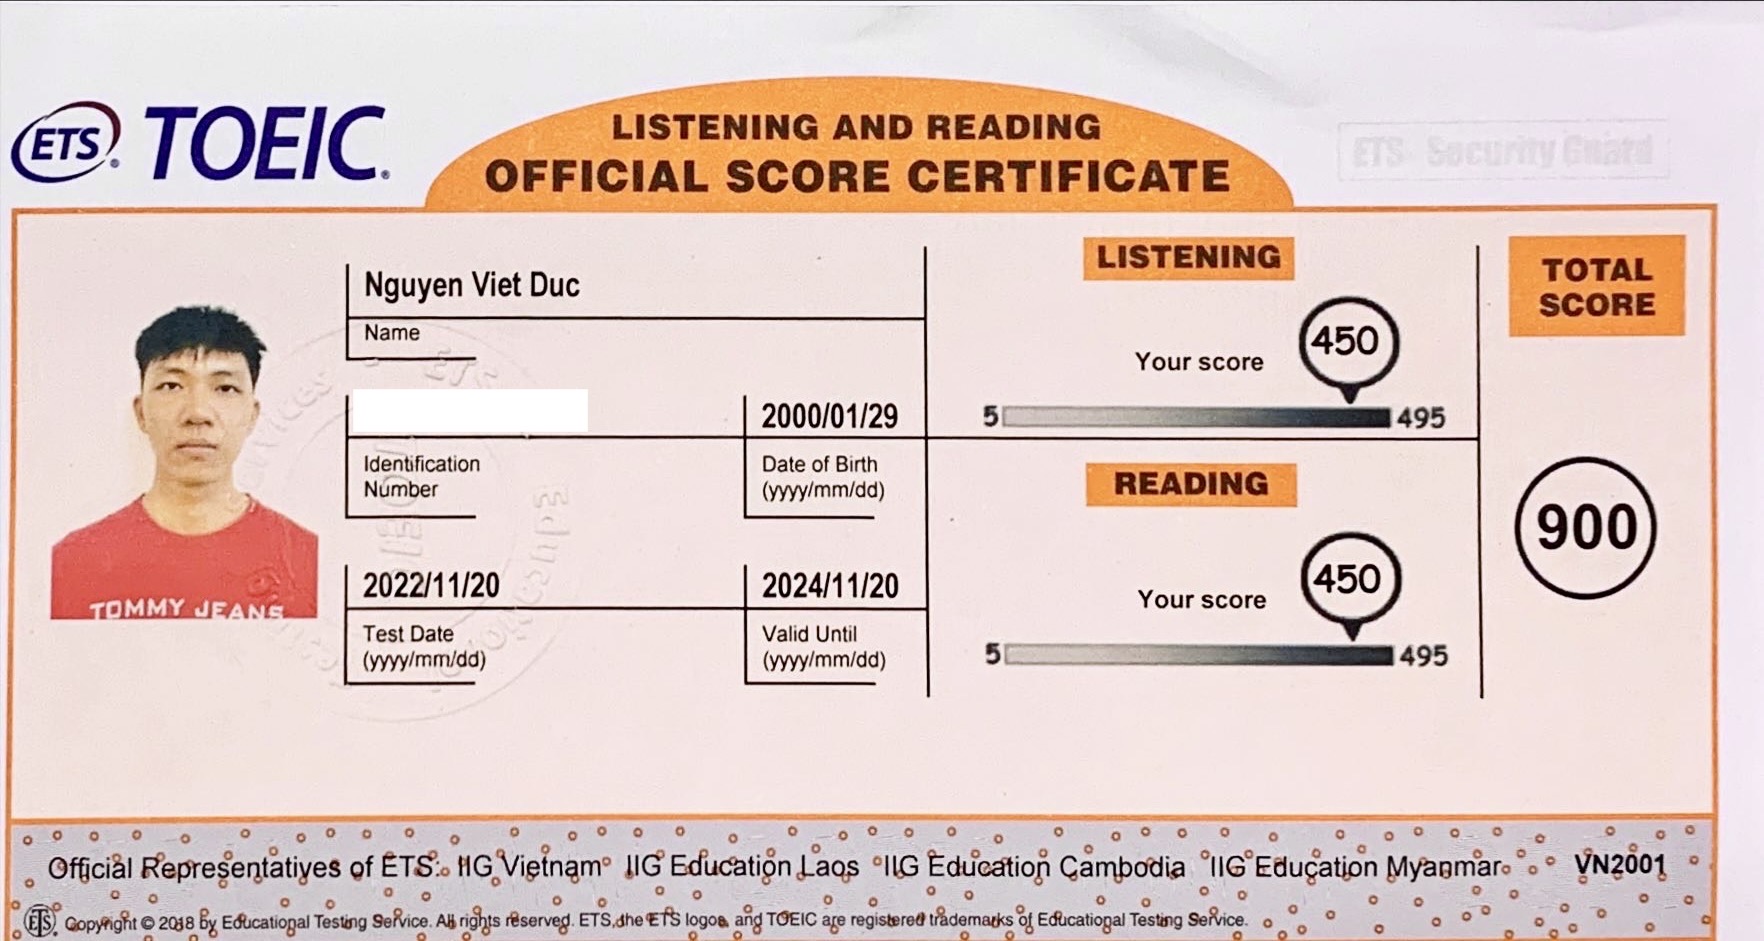 ETS® TOEIC®
LISTENING AND READING
OFFICIAL SCORE CERTIFICATE
ETS Security Guard
Nguyen Viet Duc
Name
Identification
Number
2000/01/29
Date of Birth
(yyyy/mm/dd)
2022/11/20
Test Date
(yyyy/mm/dd)
2024/11/20
Valid Until
(yyyy/mm/dd)
TOMMY JEANS
LISTENING
Your score
450
5 495
READING
Your score
450
5 495
TOTAL
SCORE
900
Official Representatives of ETS: IIG Vietnam IIG Education Laos IIG Education Cambodia IIG Education Myanmar VN2001
ETS® Copyright © 2018 by Educational Testing Service. All rights reserved. ETS, the ETS logos, and TOEIC are registered trademarks of Educational Testing Service.